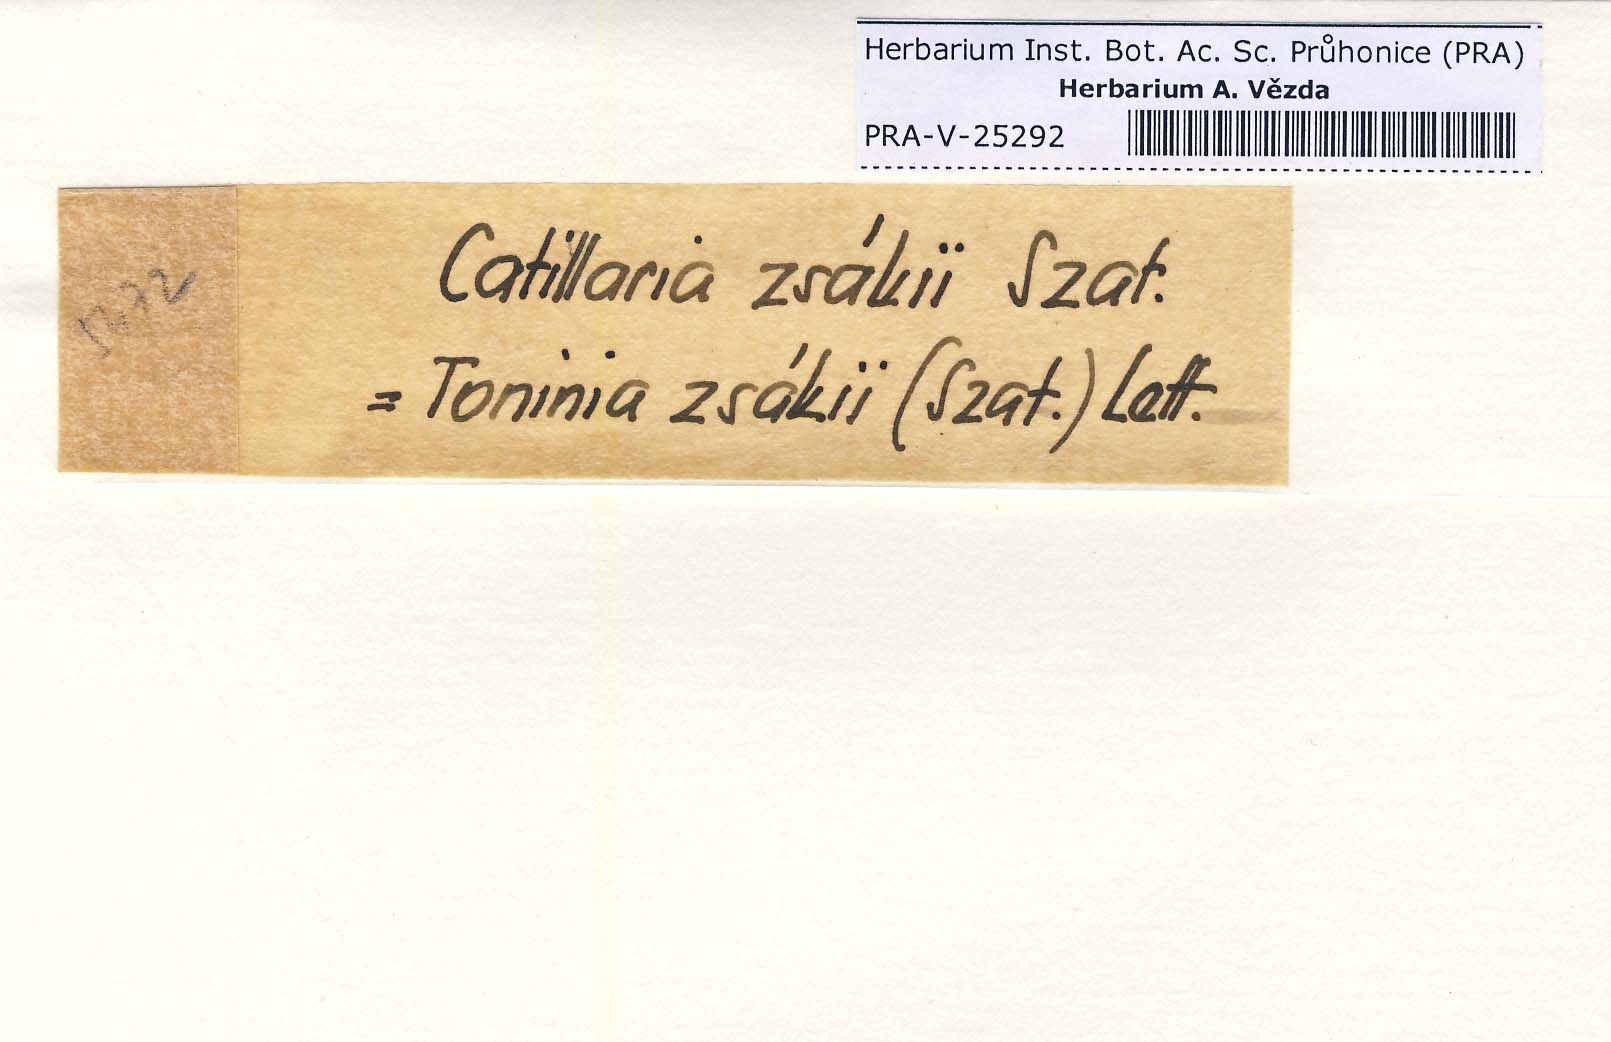 Herbarium Inst. Bot. Ac. Sc. Průhonice (PRA)
Herbarium A. Vězda
PRA-V-25292
Catillaria zsákii Szat.
= Toninia zsákii (Szat.) Lett.